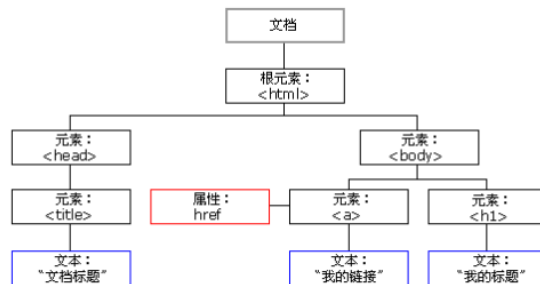 文档
根元素：
<html>
元素：
<head>
元素：
<body>
元素：
<title>
属性：
href
元素：
<a>
元素：
<h1>
文本：
"文档标题"
文本：
"我的链接"
文本：
"我的标题"